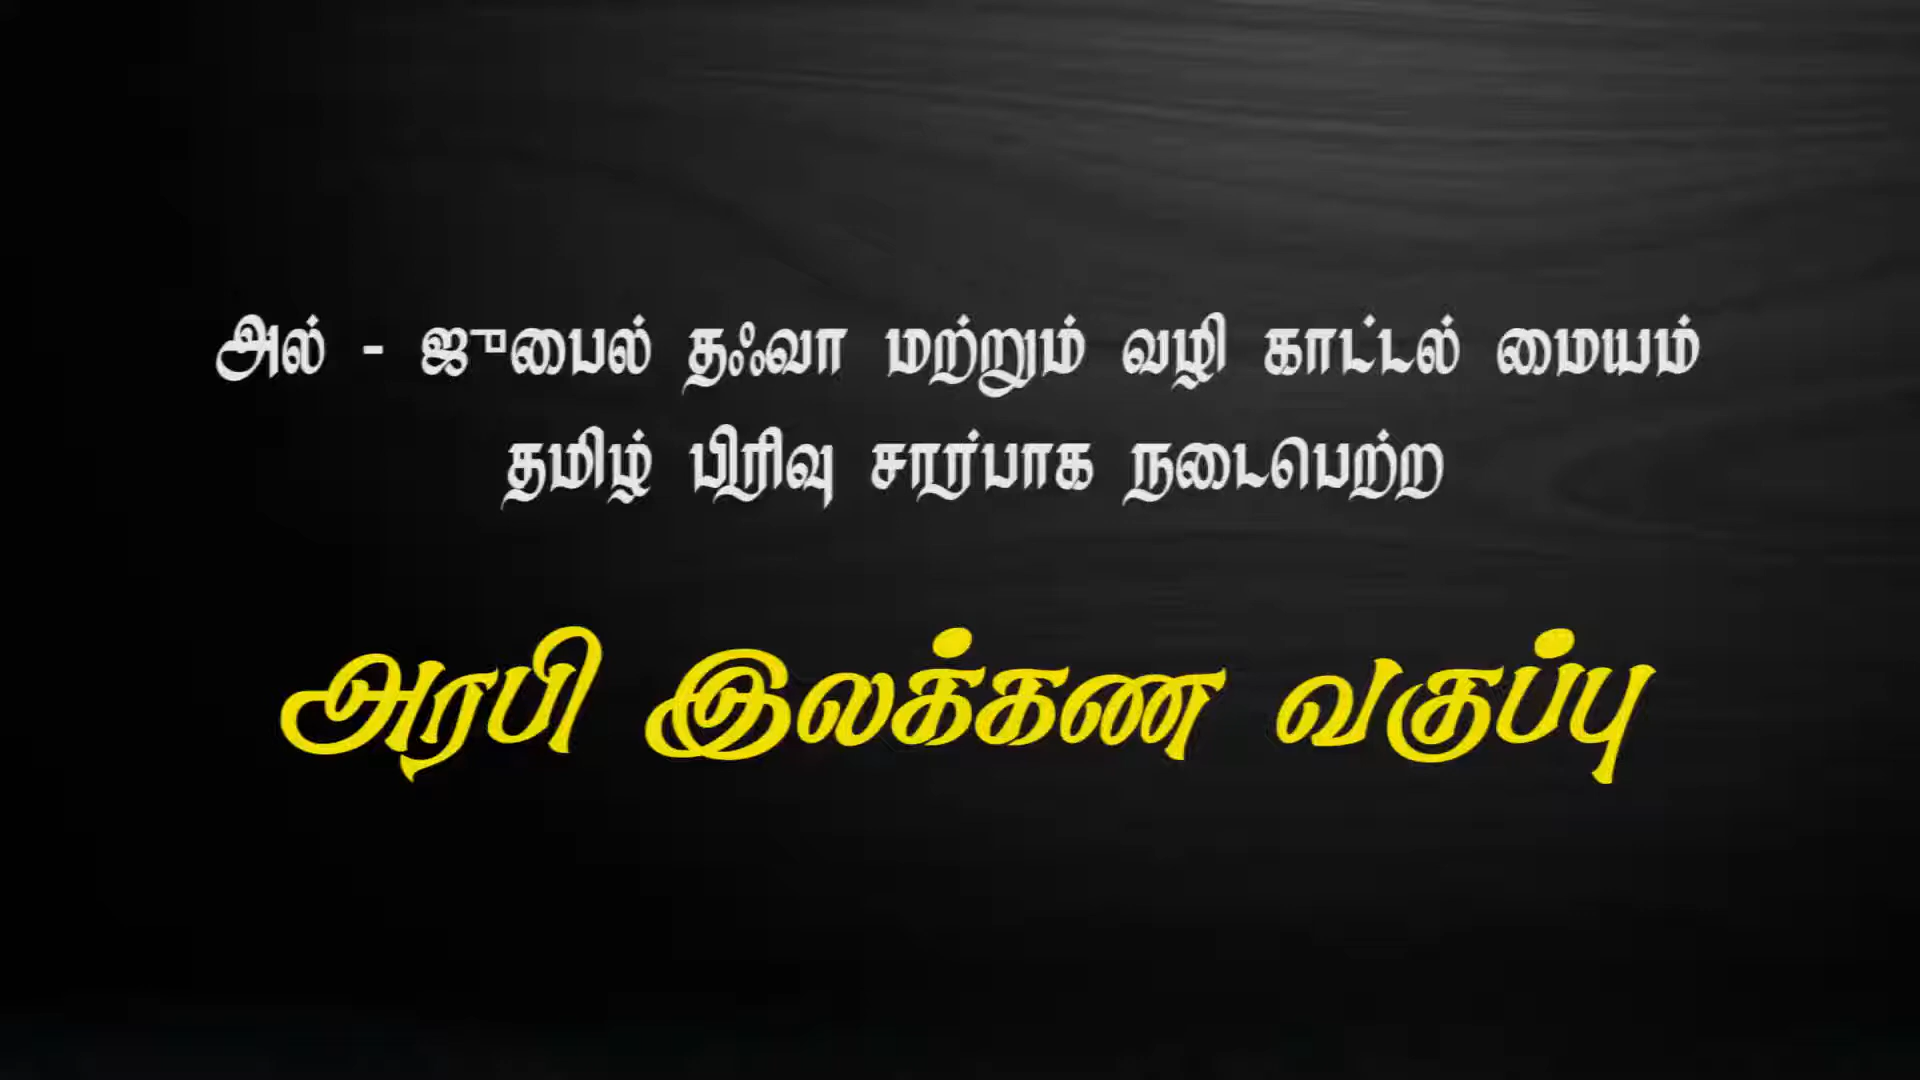 அல் - ஜுபைல் தஃவா மற்றும் வழி காட்டல் மையம்
தமிழ் பிரிவு சார்பாக நடைபெற்ற
அரபி இலக்கண வகுப்பு